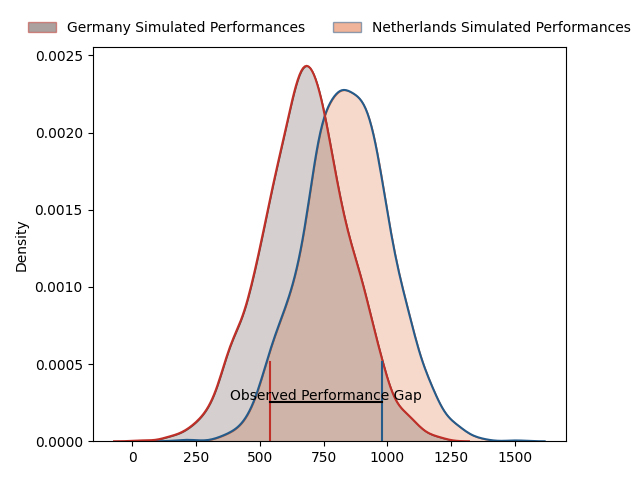 Germany Simulated Performances Netherlands Simulated Performances
0.0025
0.0020
0.0015
0.0010
0.0005
0.0000
Density
Observed Performance Gap
0 250 500 750 1000 1250 1500